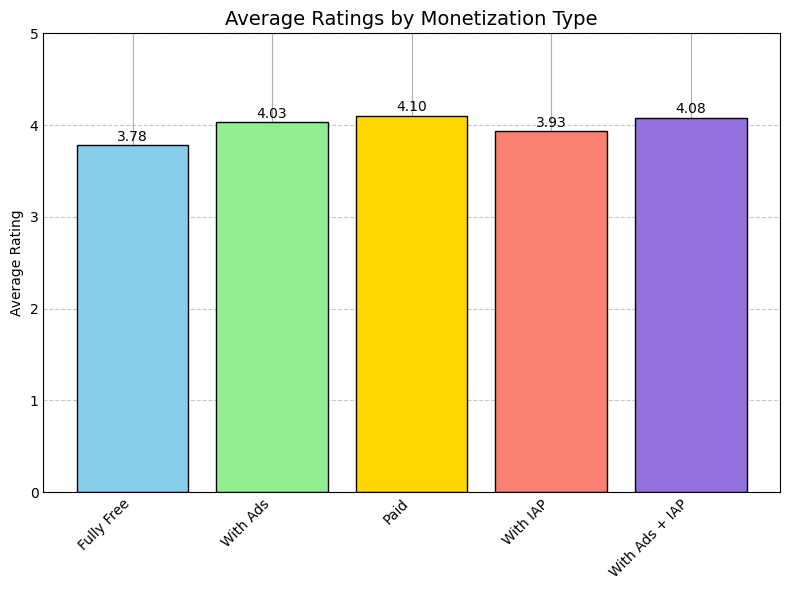 Average Ratings by Monetization Type
Average Rating
5
4
3
2
1
0
3.78
4.03
4.10
3.93
4.08
Fully Free
With Ads
Paid
With IAP
With Ads + IAP